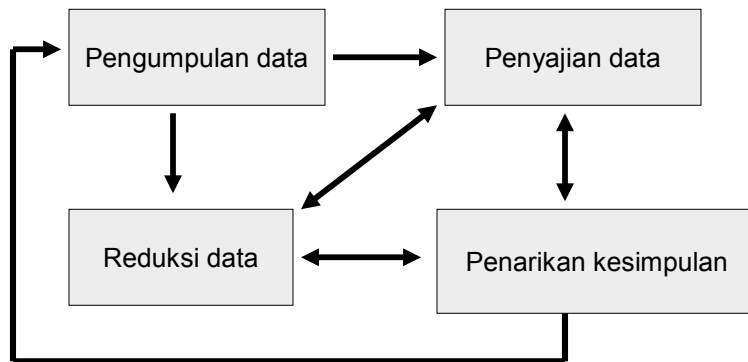 Pengumpulan data
Penyajian data
Reduksi data
Penarikan kesimpulan